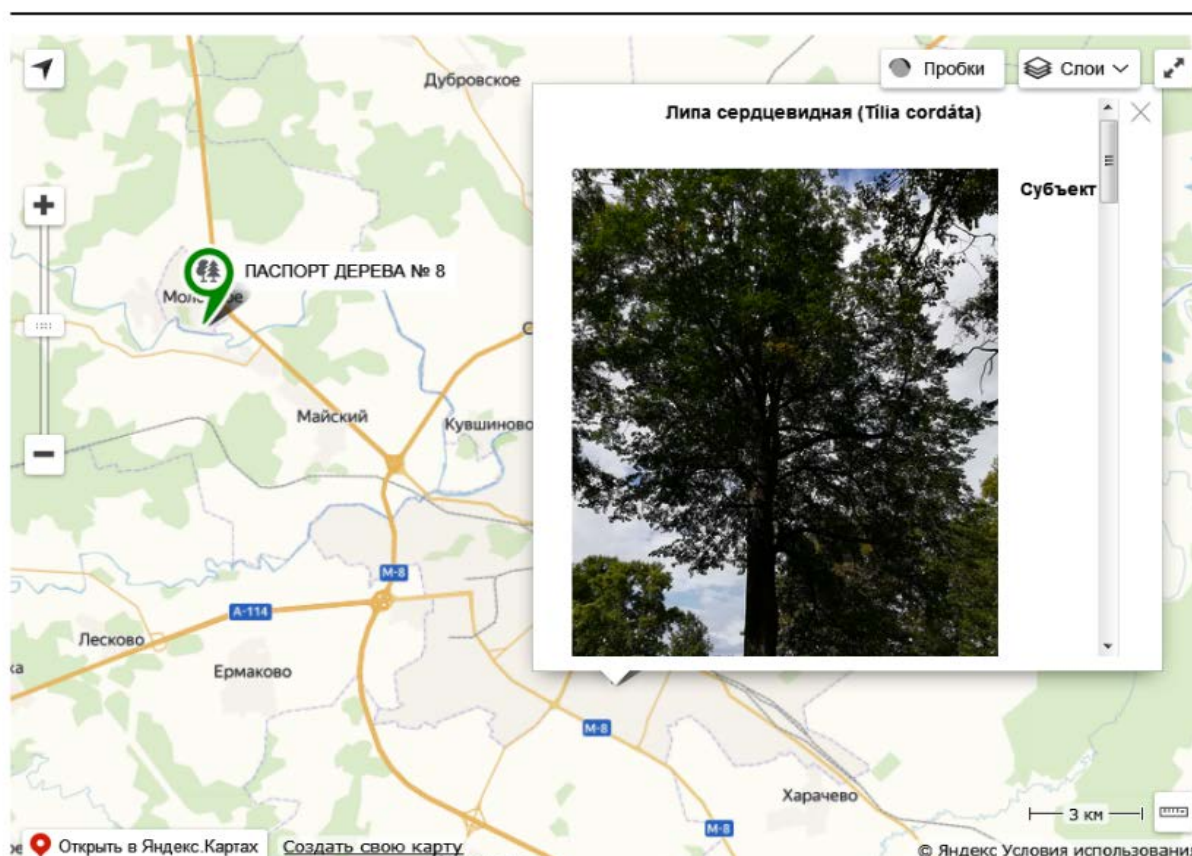 Дубровское
Пробки
Слои
Липа сердцевидная (Tília cordáta)
Субъект
ПАСПОРТ ДЕРЕВА № 8
Майский
Кувшиново
М-8
А-114
Лесково
Ермаково
М-8
Харачево
3 км
М-8
Открыть в Яндекс.Картах
Создать свою карту
© Яндекс Условия использования